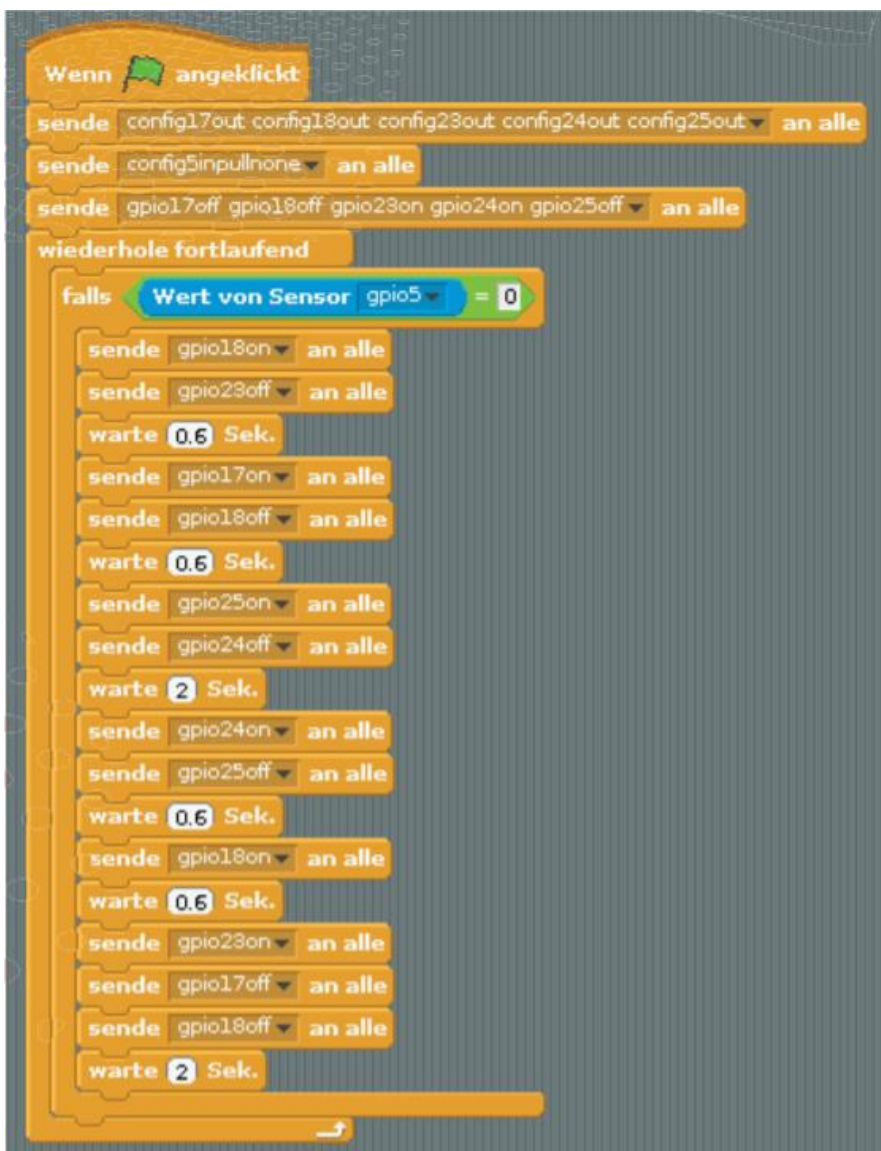 Wenn angeklickt
sende config17out config18out config23out config24out config25out an alle
sende config5inpullnone an alle
sende gpio17off gpio18off gpio23on gpio24on gpio25off an alle
wiederhole fortlaufend
falls Wert von Sensor gpio5 = 0
sende gpio18on an alle
sende gpio23off an alle
warte 0.6 Sek.
sende gpio17on an alle
sende gpio18off an alle
warte 0.6 Sek.
sende gpio25on an alle
sende gpio24off an alle
warte 2 Sek.
sende gpio24on an alle
sende gpio25off an alle
warte 0.6 Sek.
sende gpio18on an alle
warte 0.6 Sek.
sende gpio23on an alle
sende gpio17off an alle
sende gpio18off an alle
warte 2 Sek.